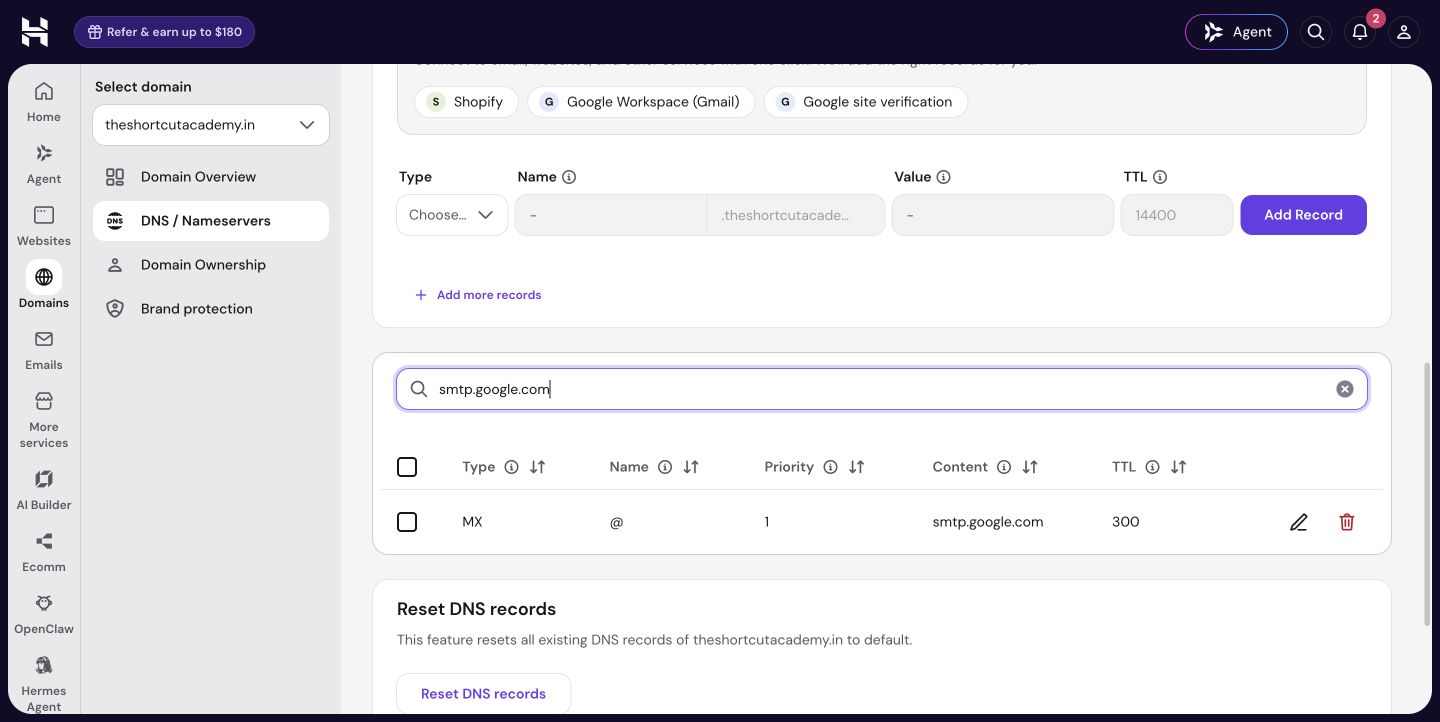 Refer & earn up to $180
Agent
2
Home
Agent
Websites
Domains
Emails
More
services
AI Builder
Ecomm
OpenClaw
Hermes
Agent
Select domain
theshortcutacademy.in
Domain Overview
DNS DNS / Nameservers
Domain Ownership
Brand protection
S Shopify
G Google Workspace (Gmail)
G Google site verification
Type Name Value TTL
Choose... - .theshortcutacade... - 14400 Add Record
+ Add more records
smtp.google.com
Type Name Priority Content TTL
MX @ 1 smtp.google.com 300
Reset DNS records
This feature resets all existing DNS records of theshortcutacademy.in to default.
Reset DNS records